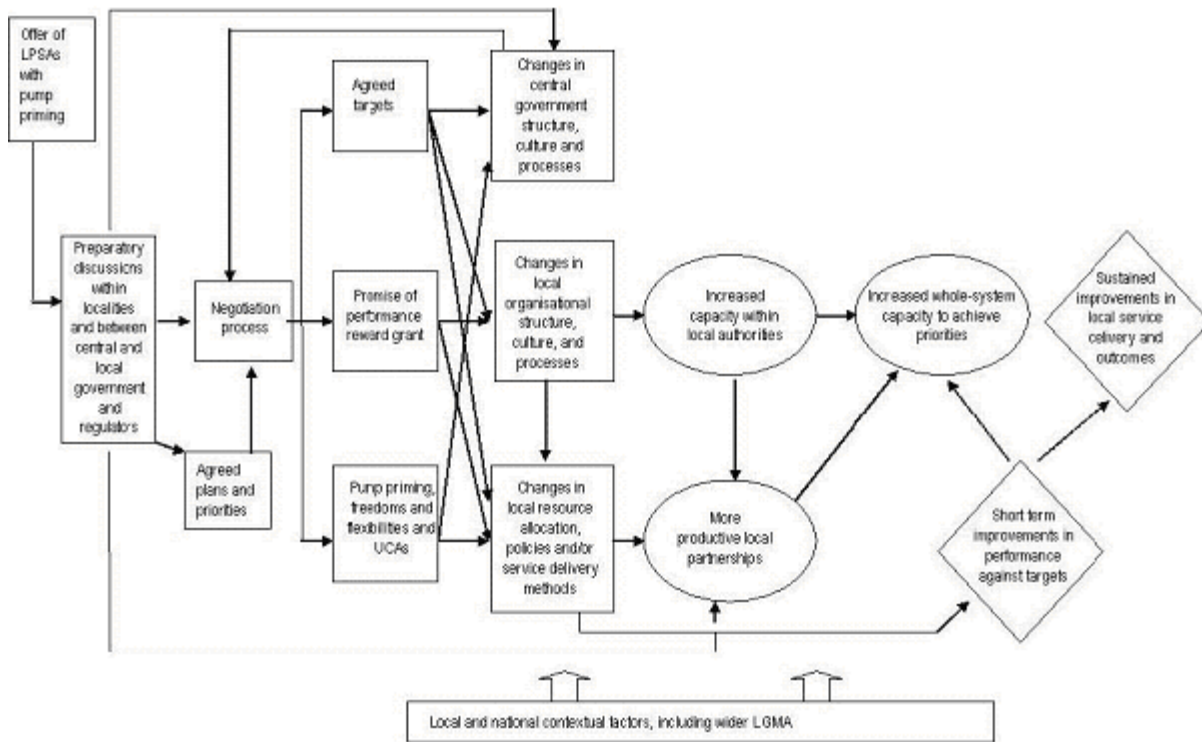 Offer of
LPSAs
with
pump
priming
Preparatory
discussions
within
localities
and between
central and
local
government
and
regulators
Negotiation
process
Agreed
plans and
priorities
Agreed
targets
Promise of
performance
reward grant
Pump priming,
freedoms and
flexibilities and
UCAs
Changes in
central
government
structure,
culture and
processes
Changes in
local
organisational
structure,
culture, and
processes
Changes in
local resource
allocation,
policies and/or
service delivery
methods
Increased
capacity within
local authorities
More
productive local
partnerships
Increased whole-system
capacity to achieve
priorities
Sustained
improvements in
local service
celivery and
outcomes
Short term
improvements in
performance
against targets
Local and national contextual factors, including wider LGMA